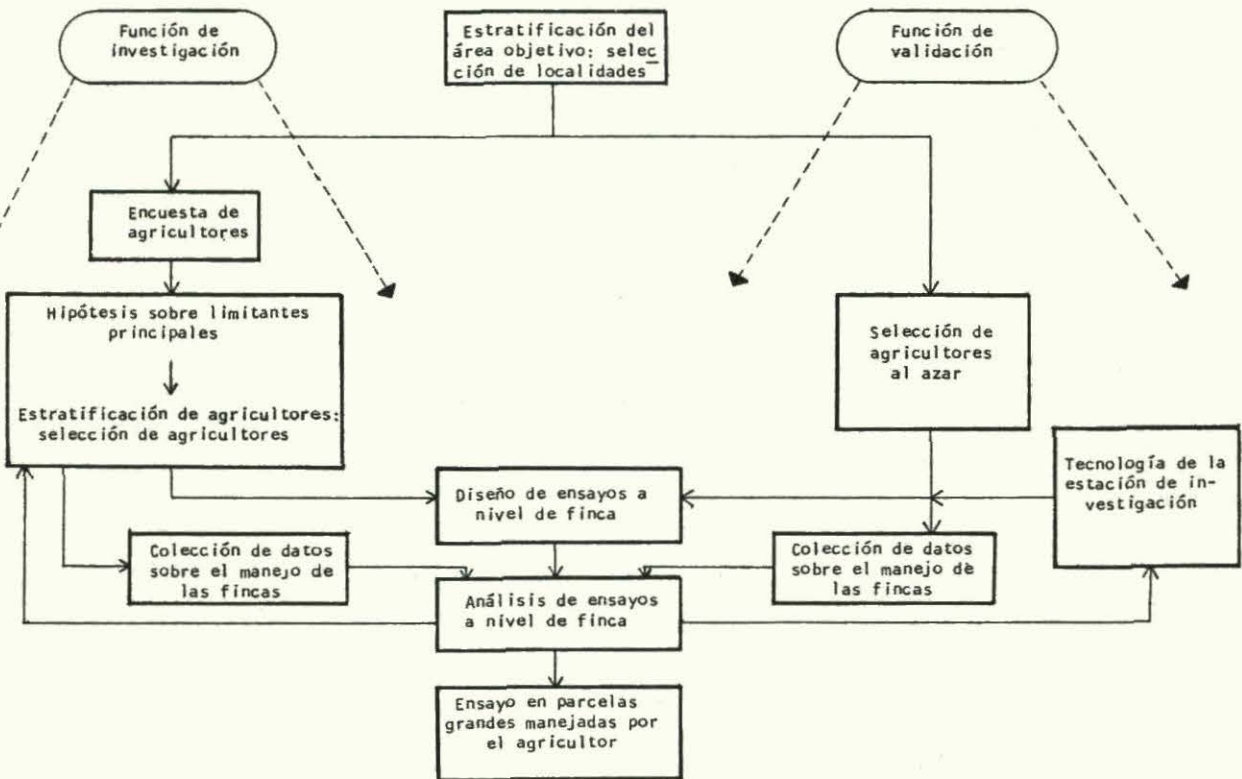 Función de
investigación
Estratificación del
área objetivo: selec
ción de localidades
Función de
validación
Encuesta de
agricultores
Hipótesis sobre limitantes
principales
Estratificación de agricultores:
selección de agricultores
Selección de
agricultores
al azar
Tecnología de la
estación de in-
vestigación
Diseño de ensayos a
nivel de finca
Colección de datos
sobre el manejo de
las fincas
Colección de datos
sobre el manejo de
las fincas
Análisis de ensayos
a nivel de finca
Ensayo en parcelas
grandes manejadas por
el agricultor